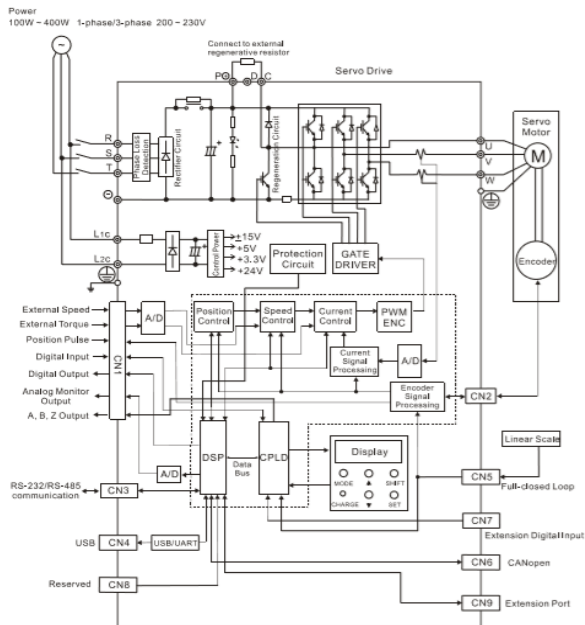 Power
100W ~ 400W 1-phase/3-phase 200 ~ 230V
~
Connect to external
regenerative resistor
P⊕
D
C
Servo Drive
Servo
Motor
R
S
T
Phase Loss
Detection
Rectifier Circuit
Regeneration Circuit
+
U
V
W
M
⊖
L1c
L2c
+
Control Power
±15V
+5V
+3.3V
+24V
Protection
Circuit
GATE
DRIVER
Encoder
External Speed
External Torque
Position Pulse
Digital Input
Digital Output
Analog Monitor
Output
A, B, Z Output
CN1
A/D
Position
Control
Speed
Control
Current
Control
PWM
ENC
Current
Signal
Processing
A/D
Encoder
Signal
Processing
CN2
Linear Scale
DSP
Data
Bus
CPLD
Display
MODE
▲
SHIFT
CHARGE
▼
SET
A/D
RS-232/RS-485
communication
CN3
CN5
Full-closed Loop
CN7
Extension Digital Input
USB
CN4
USB/UART
CN6
CANopen
Reserved
CN8
CN9
Extension Port